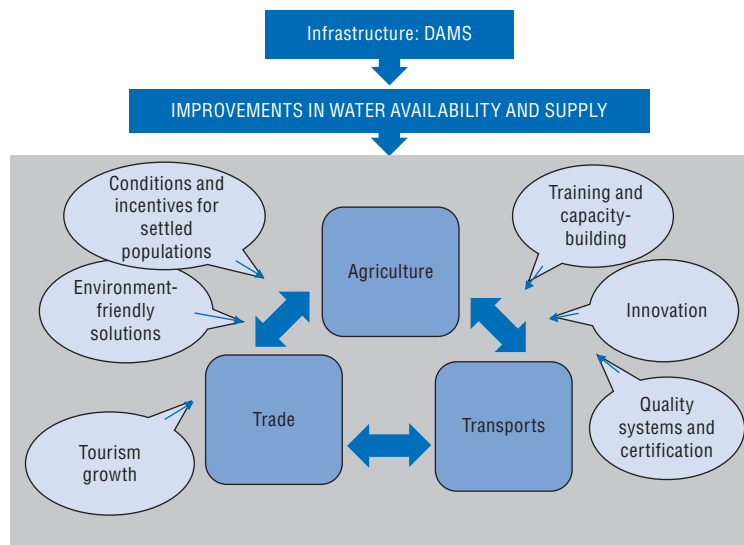 Infrastructure: DAMS
IMPROVEMENTS IN WATER AVAILABILITY AND SUPPLY
Conditions and
incentives for
settled
populations
Training and
capacity-
building
Agriculture
Environment-
friendly
solutions
Innovation
Trade
Transports
Tourism
growth
Quality
systems and
certification